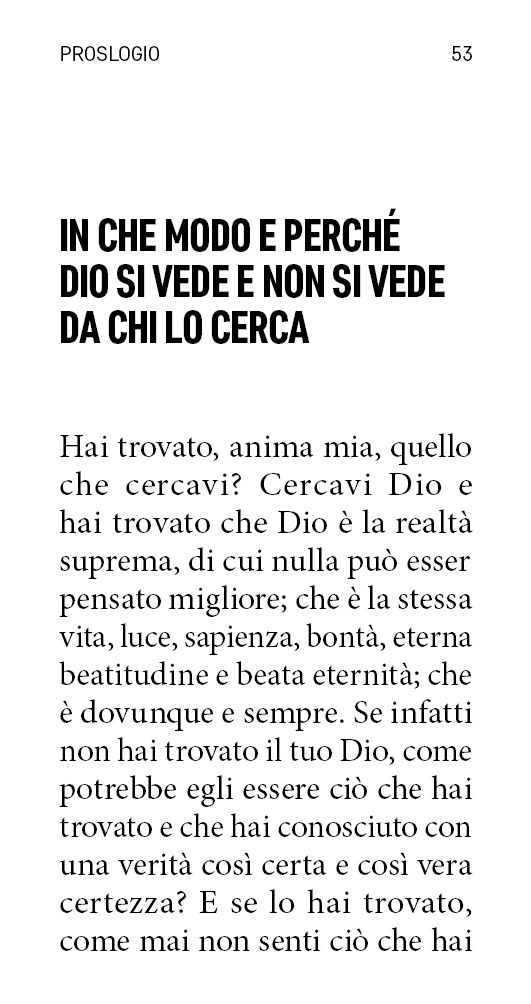 PROSLOGIO 53
IN CHE MODO E PERCHÉ
DIO SI VEDE E NON SI VEDE
DA CHI LO CERCA
Hai trovato, anima mia, quello
che cercavi? Cercavi Dio e
hai trovato che Dio è la realtà
suprema, di cui nulla può esser
pensato migliore; che è la stessa
vita, luce, sapienza, bontà, eterna
beatitudine e beata eternità; che
è dovunque e sempre. Se infatti
non hai trovato il tuo Dio, come
potrebbe egli essere ciò che hai
trovato e che hai conosciuto con
una verità così certa e così vera
certezza? E se lo hai trovato,
come mai non senti ciò che hai